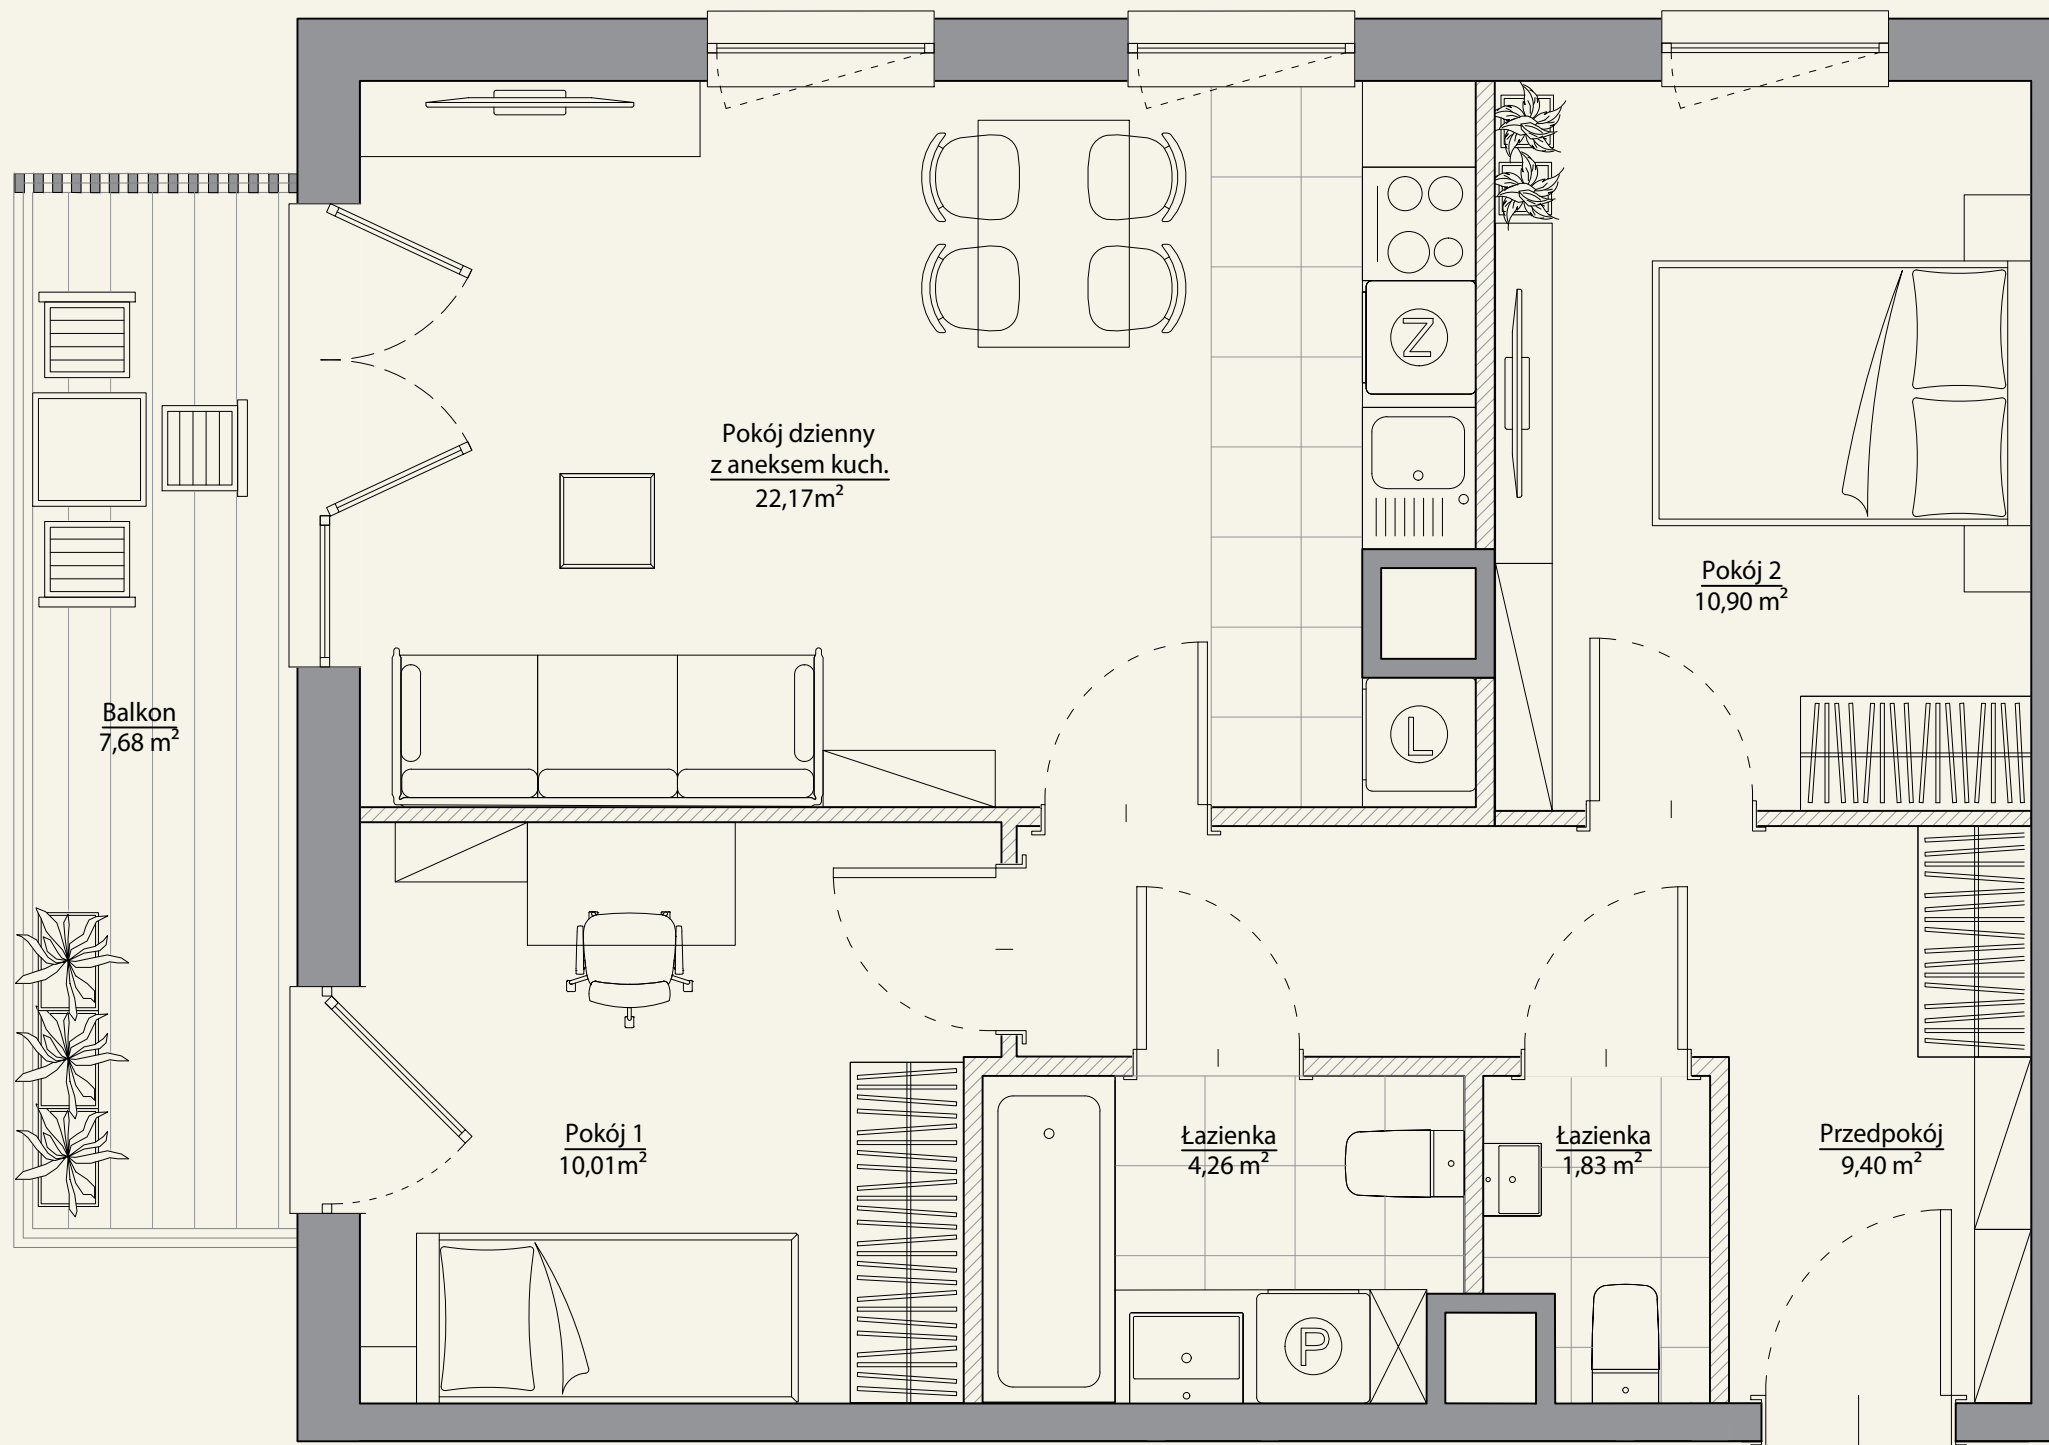 Pokój dzienny
z aneksem kuch.
22,17m²
Z
L
Pokój 2
10,90 m²
Balkon
7,68 m²
Pokój 1
10,01m²
Łazienka
4,26 m²
P
Łazienka
1,83 m²
Przedpokój
9,40 m²